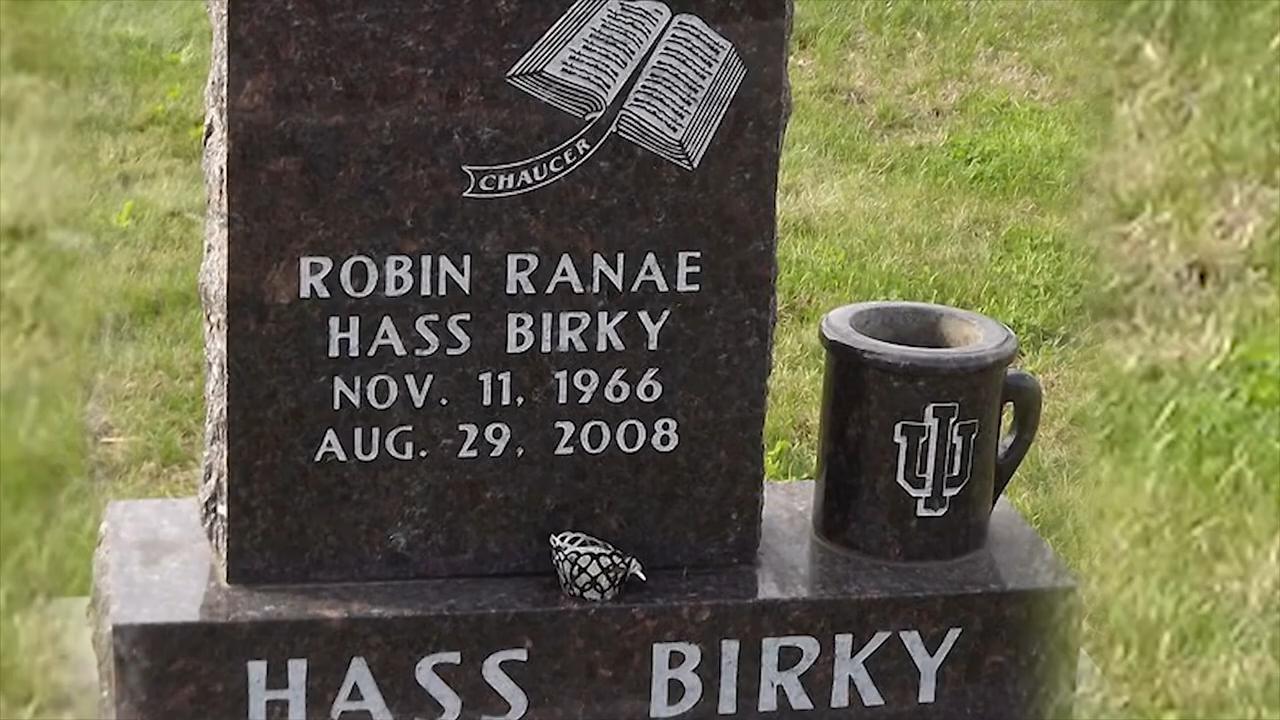 CHAUCER
ROBIN RANAE
HASS BIRKY
NOV. 11, 1966
AUG. 29, 2008
IU
HASS BIRKY